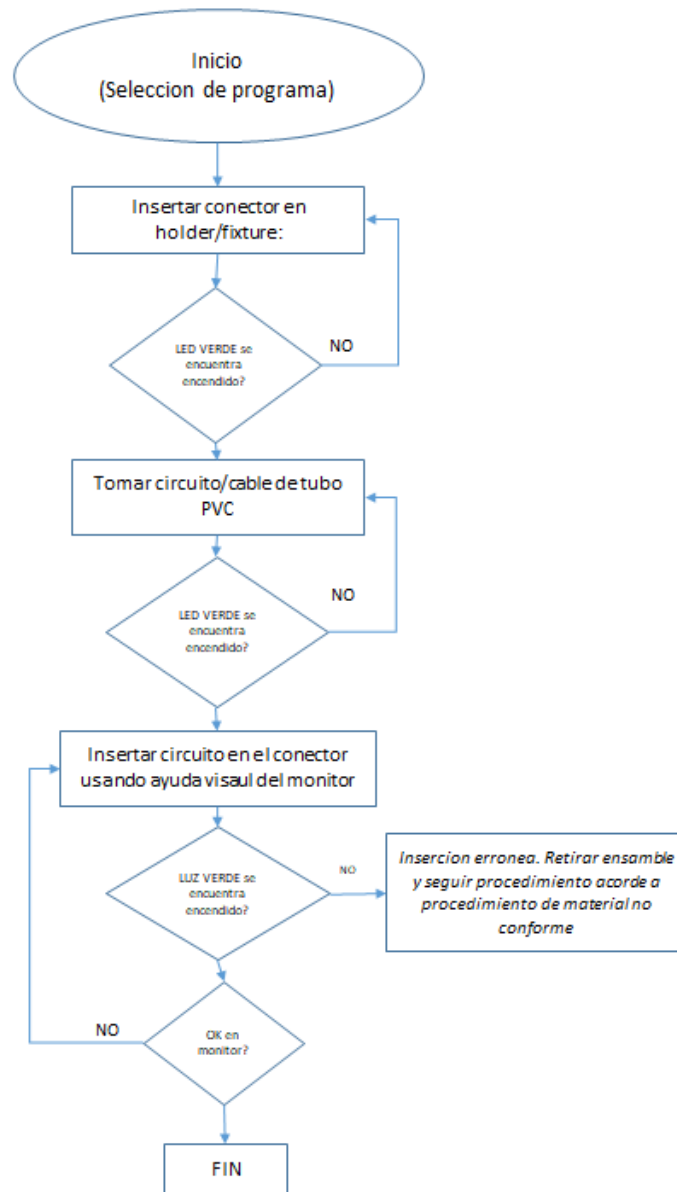 Inicio
(Seleccion de programa)
Insertar conector en
holder/fixture:
LED VERDE se
encuentra
encendido?
NO
Tomar circuito/cable de tubo
PVC
LED VERDE se
encuentra
encendido?
NO
Insertar circuito en el conector
usando ayuda visaul del monitor
LUZ VERDE se
encuentra
encendido?
NO
Insercion erronea. Retirar ensamble
y seguir procedimiento acorde a
procedimiento de material no
conforme
OK en
monitor?
NO
FIN